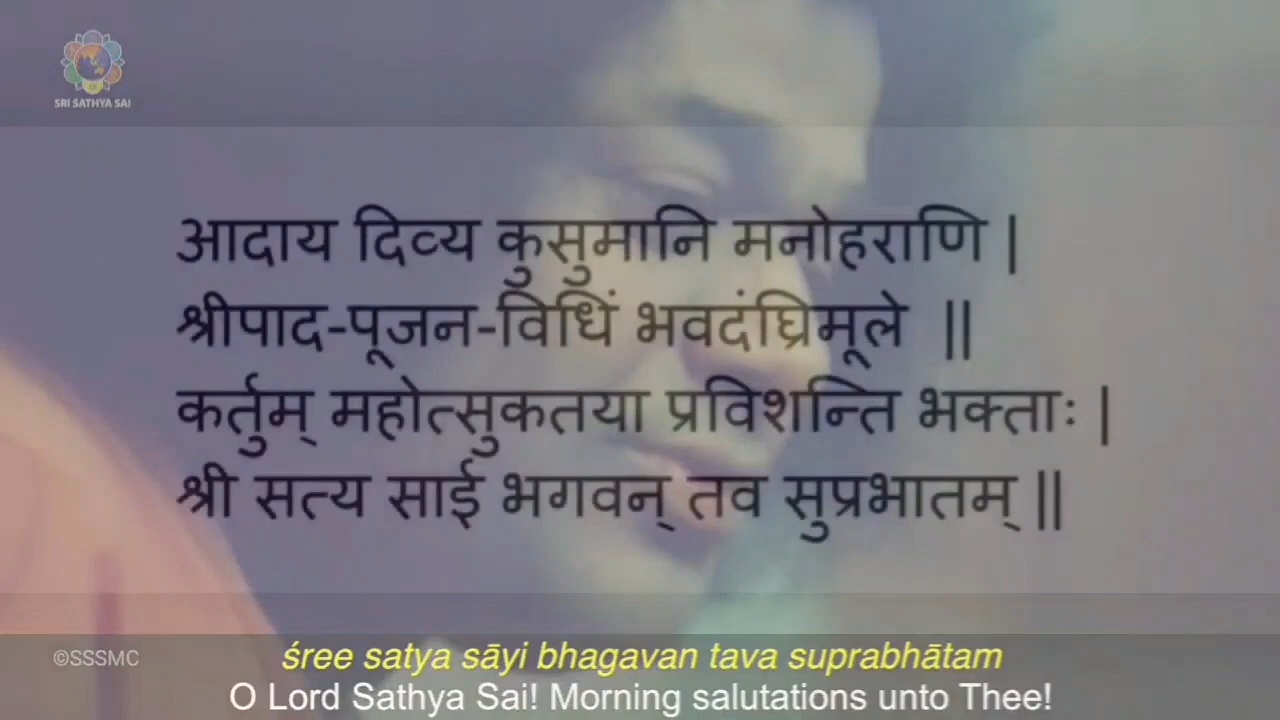 SRI SATHYA SAI
आदाय दिव्य कुसुमानि मनोहराणि |
श्रीपाद-पूजन-विधिं भवदंघ्रिमूले ||
कर्तुम् महोत्सुकतया प्रविशन्ति भक्ताः |
श्री सत्य साई भगवन् तव सुप्रभातम् ||
©SSSMC
śree satya sāyi bhagavan tava suprabhātam
O Lord Sathya Sai! Morning salutations unto Thee!